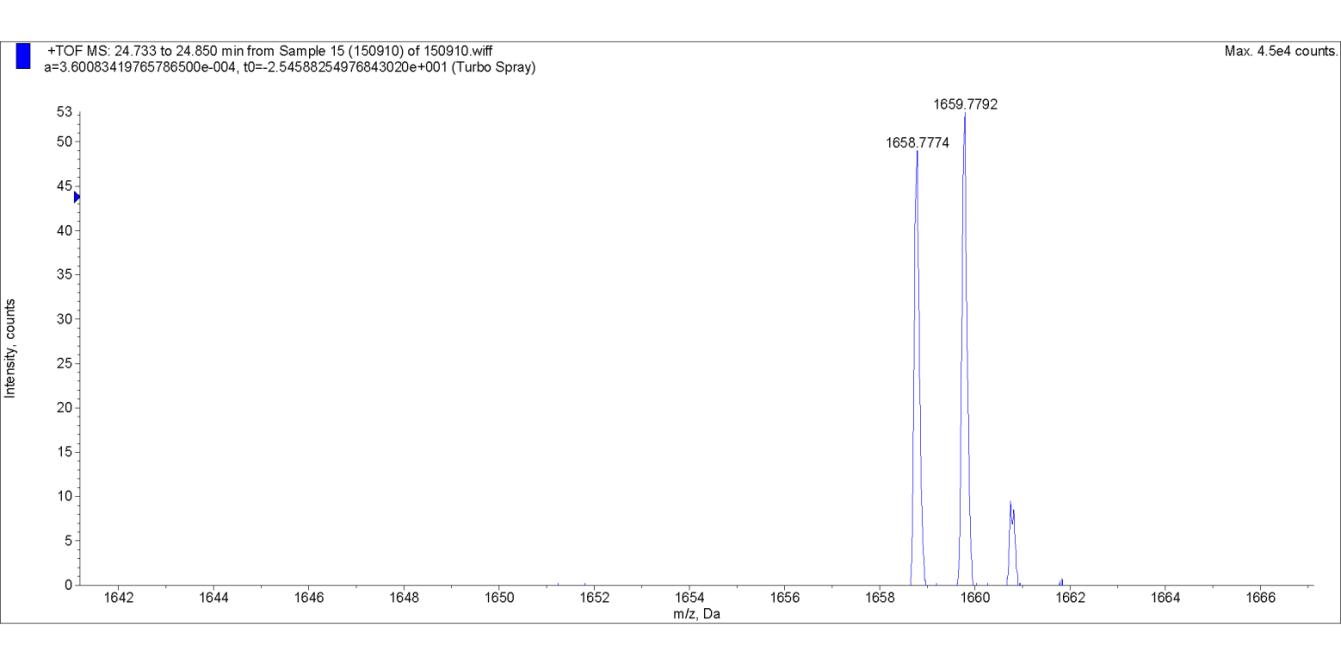 +TOF MS: 24.733 to 24.850 min from Sample 15 (150910) of 150910.wiff
Max. 4.5e4 counts.
a=3.60083419765786500e-004, t0=-2.54588254976843020e+001 (Turbo Spray)
1659.7792
1658.7774
53
50
45
40
35
30
25
20
15
10
5
0
Intensity, counts
1642 1644 1646 1648 1650 1652 1654 1656 1658 1660 1662 1664 1666
m/z, Da